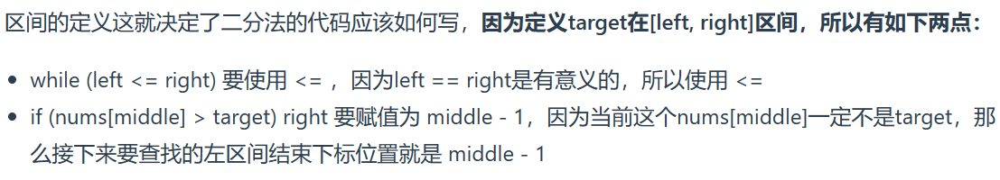 区间的定义这就决定了二分法的代码应该如何写，因为定义target在[left, right]区间，所以有如下两点：
while (left <= right) 要使用 <= ，因为left == right是有意义的，所以使用 <=
if (nums[middle] > target) right 要赋值为 middle - 1，因为当前这个nums[middle]一定不是target，那
么接下来要查找的左区间结束下标位置就是 middle - 1